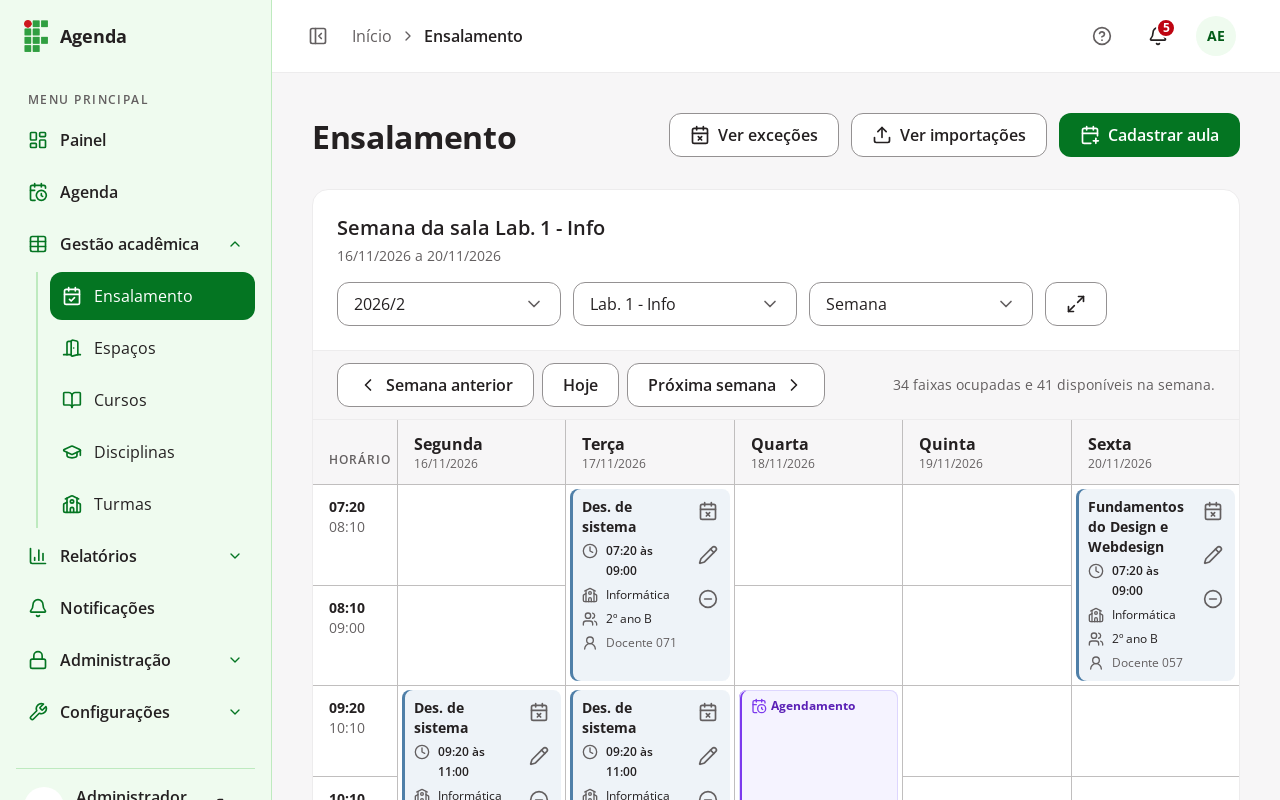 Agenda
Início
Ensalamento
5
AE
MENU PRINCIPAL
Painel
Agenda
Gestão acadêmica
Ensalamento
Espaços
Cursos
Disciplinas
Turmas
Relatórios
Notificações
Administração
Configurações
Administrador
Ensalamento
Ver exceções
Ver importações
Cadastrar aula
Semana da sala Lab. 1 - Info
16/11/2026 a 20/11/2026
2026/2
Lab. 1 - Info
Semana
Semana anterior
Hoje
Próxima semana
34 faixas ocupadas e 41 disponíveis na semana.
HORÁRIO
Segunda
16/11/2026
Terça
17/11/2026
Quarta
18/11/2026
Quinta
19/11/2026
Sexta
20/11/2026
07:20
08:10
Des. de
sistema
07:20 às
09:00
Informática
2º ano B
Docente 071
Fundamentos
do Design e
Webdesign
07:20 às
09:00
Informática
2º ano B
Docente 057
08:10
09:00
09:20
10:10
Des. de
sistema
09:20 às
11:00
Informática
Des. de
sistema
09:20 às
11:00
Informática
Agendamento
10:10